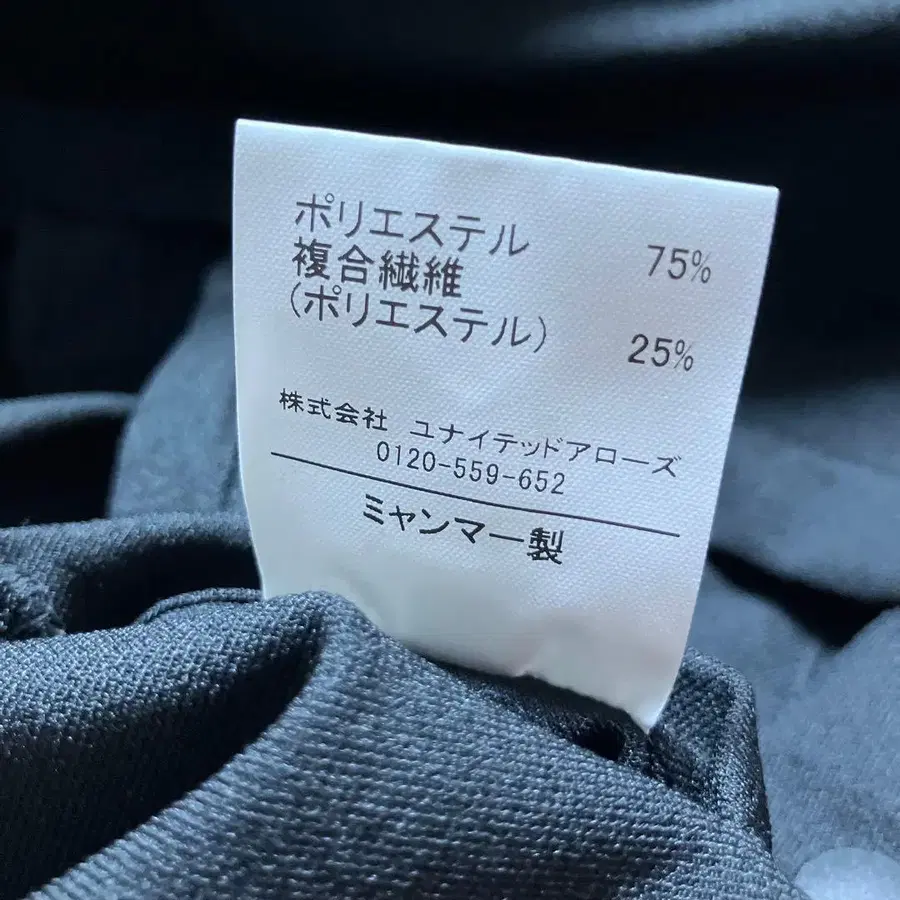 ポリエステル 75%
複合繊維
(ポリエステル) 25%
株式会社 ユナイテッドアローズ
0120-559-652
ミャンマー製